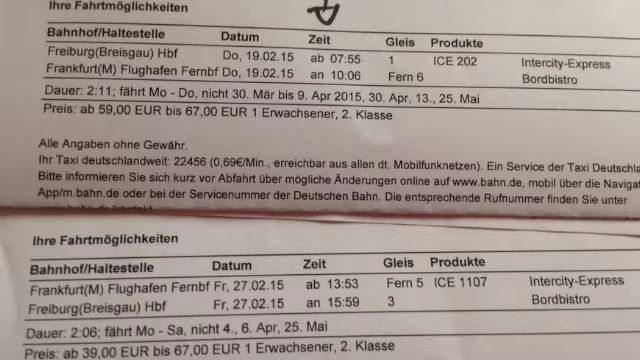 Ihre Fahrtmöglichkeiten
Bahnhof/Haltestelle Datum Zeit Gleis Produkte
Freiburg(Breisgau) Hbf Do, 19.02.15 ab 07:55 1 ICE 202 Intercity-Express
Frankfurt(M) Flughafen Fernbf Do, 19.02.15 an 10:06 Fern 6 Bordbistro
Dauer: 2:11; fährt Mo - Do, nicht 30. Mär bis 9. Apr 2015, 30. Apr, 13., 25. Mai
Preis: ab 59,00 EUR bis 67,00 EUR 1 Erwachsener, 2. Klasse
Alle Angaben ohne Gewähr.
Ihr Taxi deutschlandweit: 22456 (0,69€/Min., erreichbar aus allen dt. Mobilfunknetzen). Ein Service der Taxi Deutschla
Bitte informieren Sie sich kurz vor Abfahrt über mögliche Änderungen online auf www.bahn.de, mobil über die Navigat
App/m.bahn.de oder bei der Servicenummer der Deutschen Bahn. Die entsprechende Rufnummer finden Sie unter
Ihre Fahrtmöglichkeiten
Bahnhof/Haltestelle Datum Zeit Gleis Produkte
Frankfurt(M) Flughafen Fernbf Fr, 27.02.15 ab 13:53 Fern 5 ICE 1107 Intercity-Express
Freiburg(Breisgau) Hbf Fr, 27.02.15 an 15:59 3 Bordbistro
Dauer: 2:06; fährt Mo - Sa, nicht 4., 6. Apr, 25. Mai
Preis: ab 39,00 EUR bis 67,00 EUR 1 Erwachsener, 2. Klasse